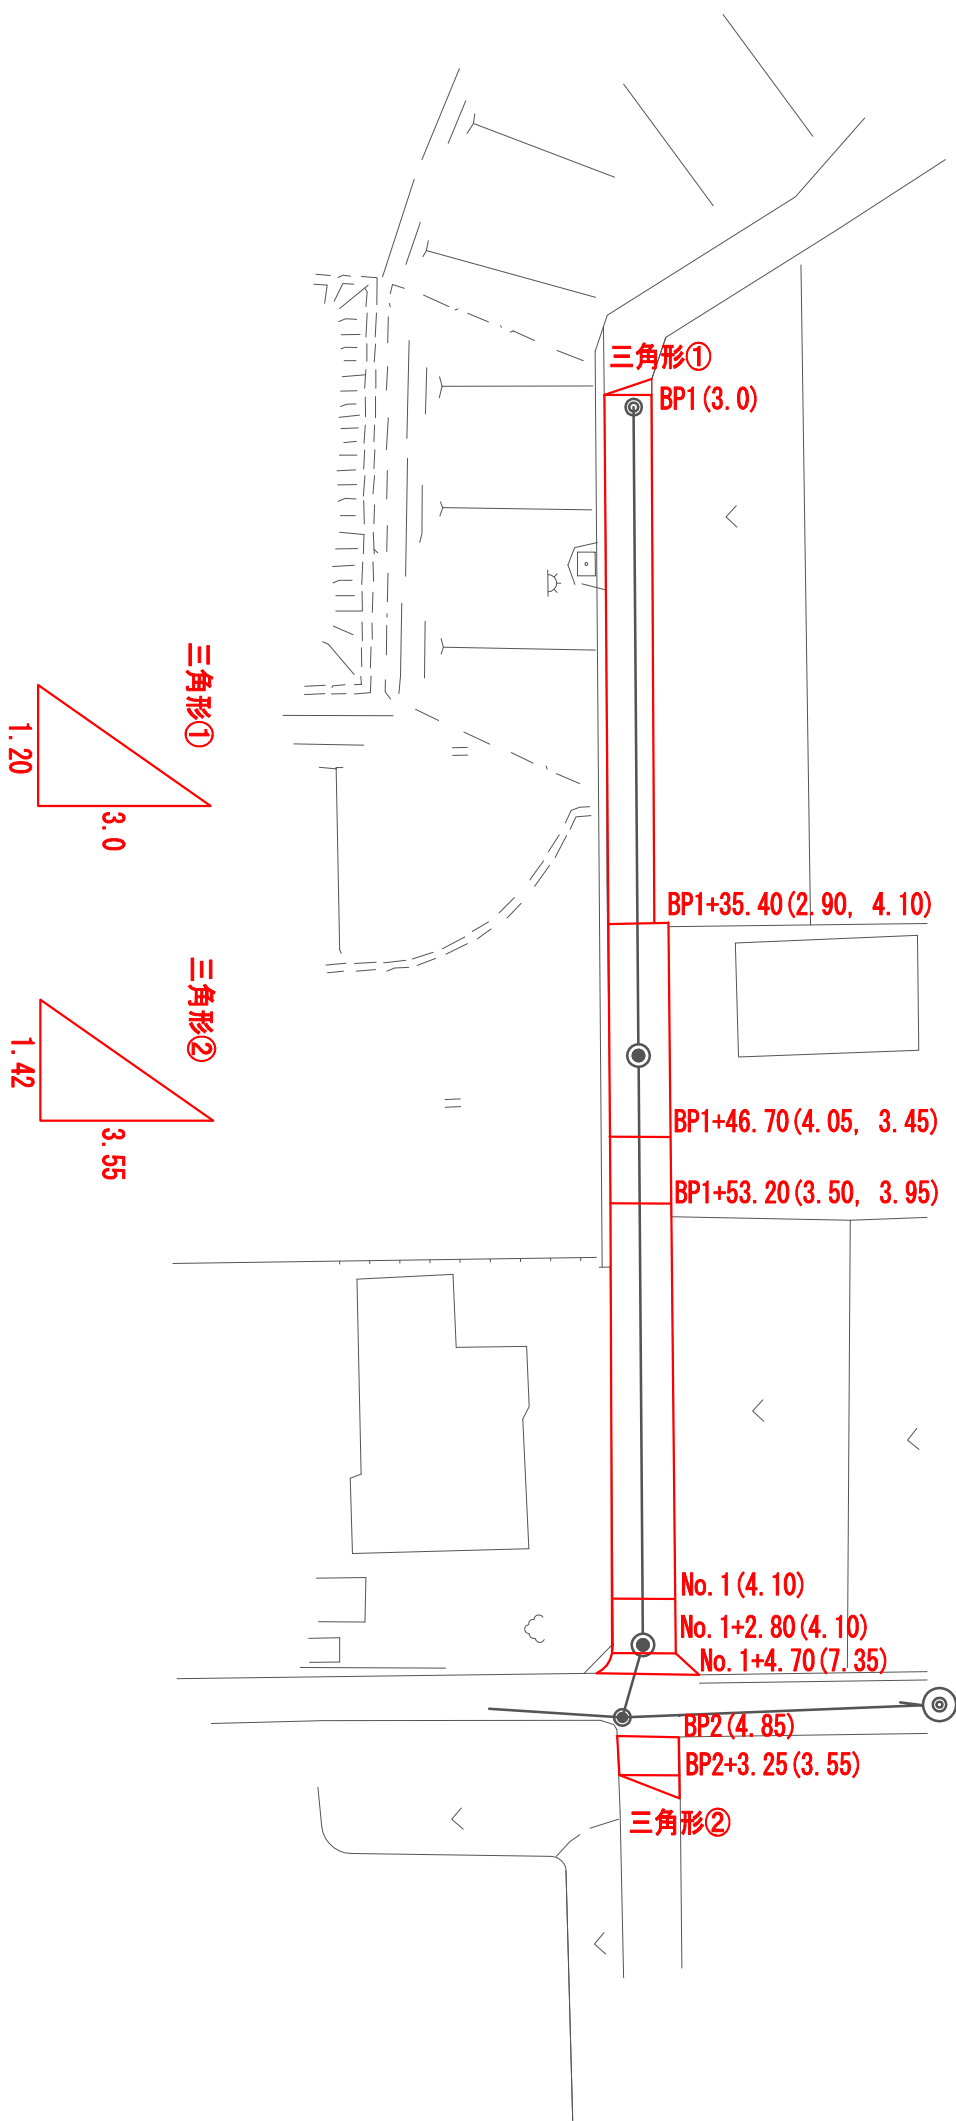 三角形①
BP1(3.0)
三角形①
1.20
3.0
BP1+35.40(2.90, 4.10)
三角形②
1.42
3.55
BP1+46.70(4.05, 3.45)
BP1+53.20(3.50, 3.95)
No.1(4.10)
No.1+2.80(4.10)
No.1+4.70(7.35)
BP2(4.85)
BP2+3.25(3.55)
三角形②